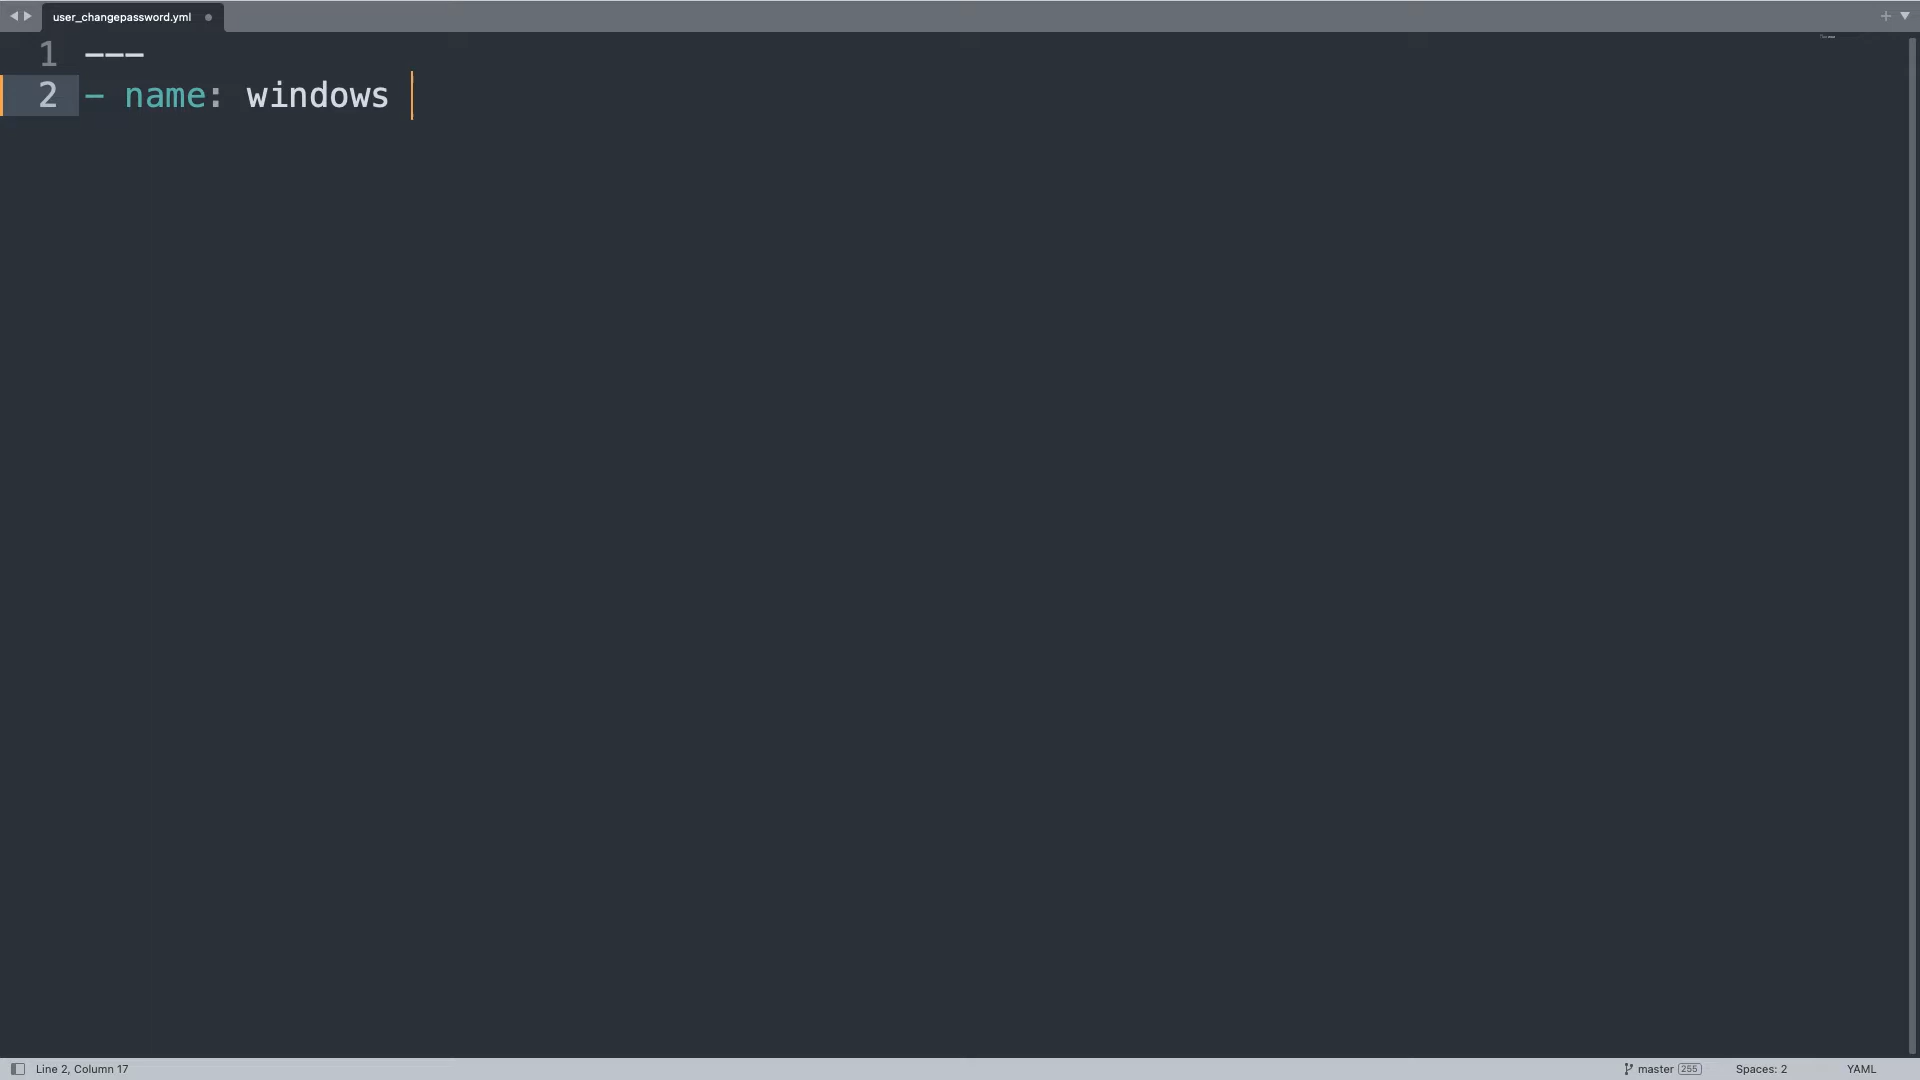 user_changepassword.yml
1 ---
2 - name: windows
Line 2, Column 17
master 255
Spaces: 2
YAML